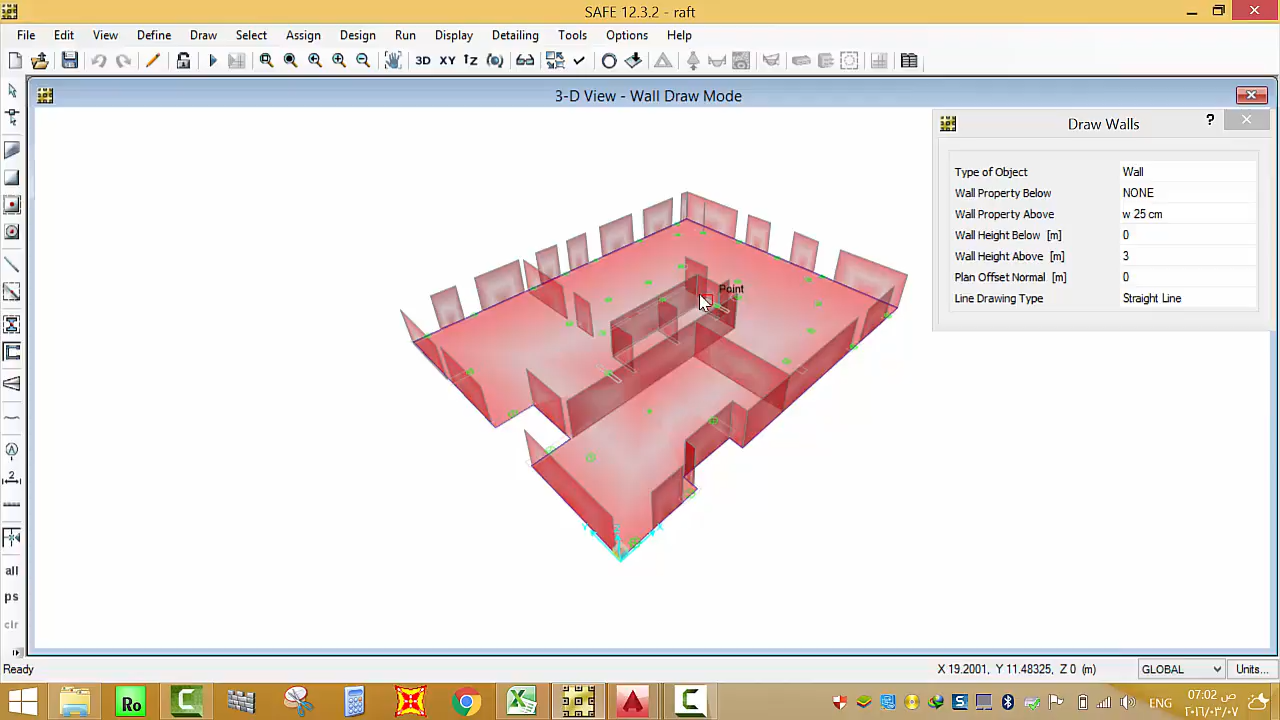 SAFE 12.3.2 - raft
File Edit View Define Draw Select Assign Design Run Display Detailing Tools Options Help
3D XY
3-D View - Wall Draw Mode
Draw Walls
?
Type of Object Wall
Wall Property Below NONE
Wall Property Above w 25 cm
Wall Height Below [m] 0
Wall Height Above [m] 3
Plan Offset Normal [m] 0
Line Drawing Type Straight Line
Point
Y Z X
all
ps
clr
Ready
X 19.2001, Y 11.48325, Z 0 (m)
GLOBAL
Units...
Ro
ENG
07:02 ص
٢٠٢١/٠٣/٠٧